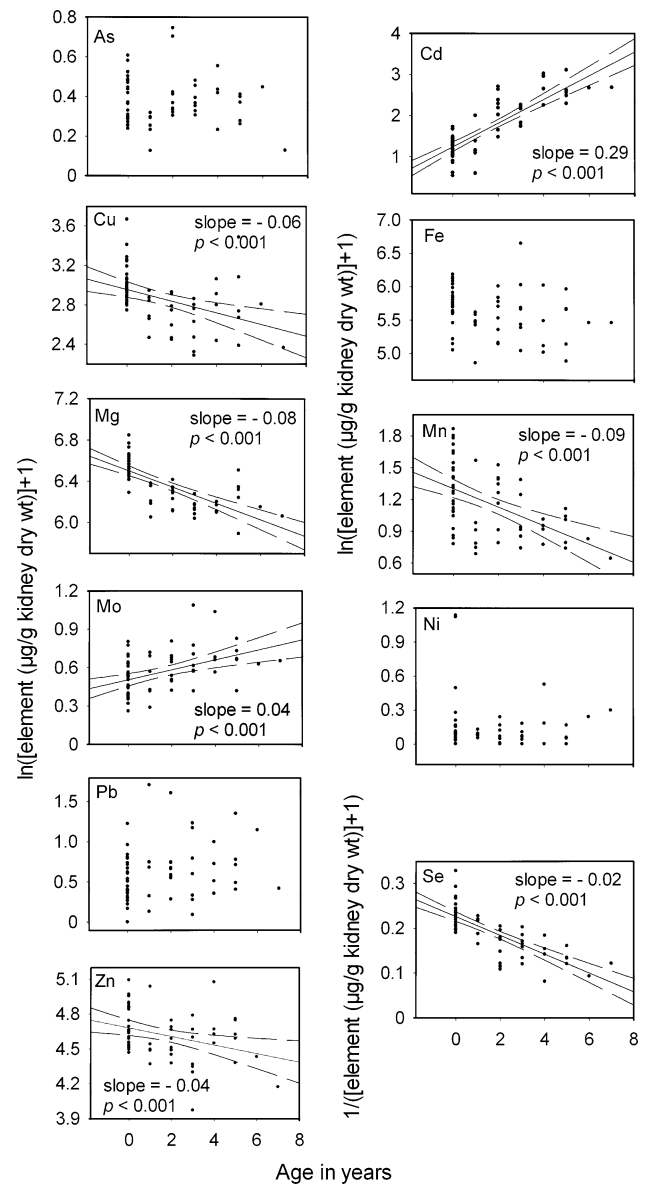 As
0.8
0.6
0.4
0.2
0
Cd
4
3
2
1
slope = 0.29
p < 0.001
Cu
3.6
3.2
2.8
2.4
slope = - 0.06
p < 0.001
Fe
7.0
6.5
6.0
5.5
5.0
Mg
7.2
6.8
6.4
6.0
slope = - 0.08
p < 0.001
Mn
1.8
1.5
1.2
0.9
0.6
slope = - 0.09
p < 0.001
Mo
1.2
0.9
0.6
0.3
0
slope = 0.04
p < 0.001
Ni
1.2
0.9
0.6
0.3
0
Pb
1.5
1.0
0.5
0.0
Se
0.3
0.2
0.1
0
slope = - 0.02
p < 0.001
0 2 4 6 8
Zn
5.1
4.8
4.5
4.2
3.9
slope = - 0.04
p < 0.001
0 2 4 6 8
ln([element (µg/g kidney dry wt)]+1)
ln([element (µg/g kidney dry wt)]+1)
1/([element (µg/g kidney dry wt)]+1)
Age in years